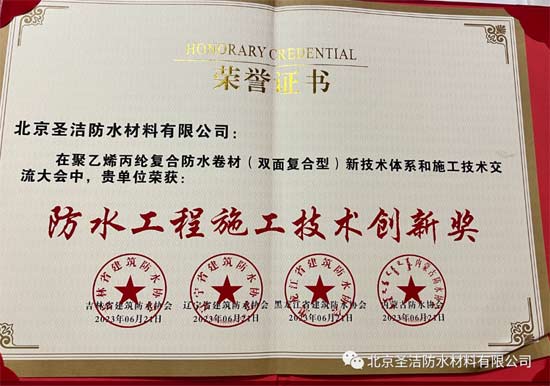 HONORARY CREDENTIAL
荣誉证书
北京圣洁防水材料有限公司：
在聚乙烯丙纶复合防水卷材（双面复合型）新技术体系和施工技术交
流大会中，贵单位荣获：
防水工程施工技术创新奖
吉林省建筑防水协会 辽宁省建筑防水协会 黑龙江省建筑防水协会 内蒙古防水协会
2023年06月21日 2023年06月21日 2023年06月21日 2023年06月21日
北京圣洁防水材料有限公司